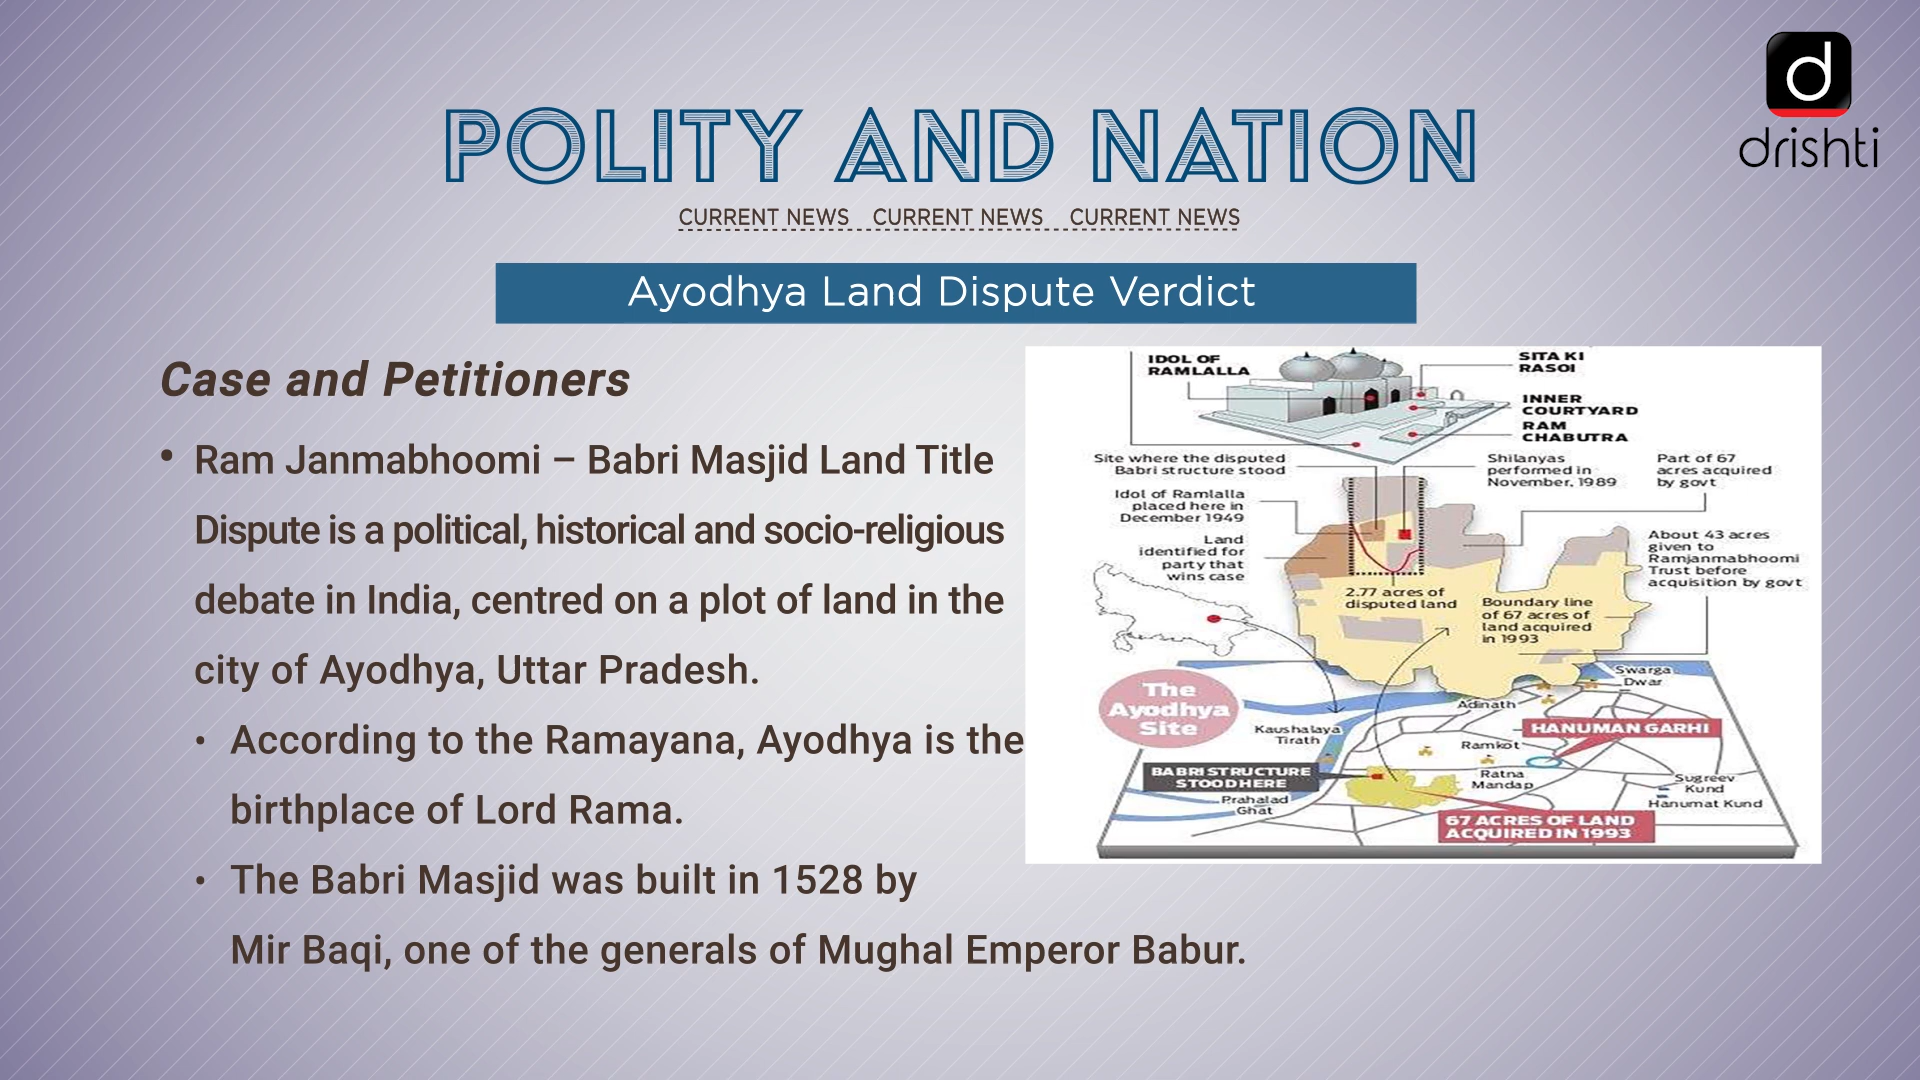 d
drishti
POLITY AND NATION
CURRENT NEWS CURRENT NEWS CURRENT NEWS
Ayodhya Land Dispute Verdict
Case and Petitioners
• Ram Janmabhoomi – Babri Masjid Land Title
Dispute is a political, historical and socio-religious
debate in India, centred on a plot of land in the
city of Ayodhya, Uttar Pradesh.
• According to the Ramayana, Ayodhya is the
birthplace of Lord Rama.
• The Babri Masjid was built in 1528 by
Mir Baqi, one of the generals of Mughal Emperor Babur.
IDOL OF
RAMLALLA
SITA KI
RASOI
INNER
COURTYARD
RAM
CHABUTRA
Site where the disputed
Babri structure stood
Shilanyas
performed in
November, 1989
Part of 67
acres acquired
by govt
Idol of Ramlalla
placed here in
December 1949
Land
identified for
party that
wins case
About 43 acres
given to
Ramjanmabhoomi
Trust before
acquisition by govt
2.77 acres of
disputed land
Boundary line
of 67 acres of
land acquired
in 1993
The
Ayodhya
Site
Swarga
Dwar
Adinath
Kaushalaya
Tirath
HANUMAN GARHI
Ramkot
BABRI STRUCTURE
STOOD HERE
Ratna
Mandap
Sugreev
Kund
Hanumat Kund
Prahalad
Ghat
67 ACRES OF LAND
ACQUIRED IN 1993